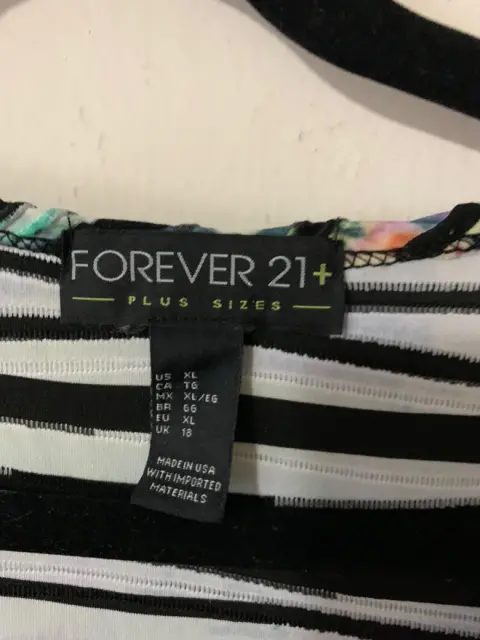 FOREVER 21+
PLUS SIZES
US XL
CA TG
MX XL/EG
BR GG
EU XL
UK 18
MADE IN USA
WITH IMPORTED
MATERIALS